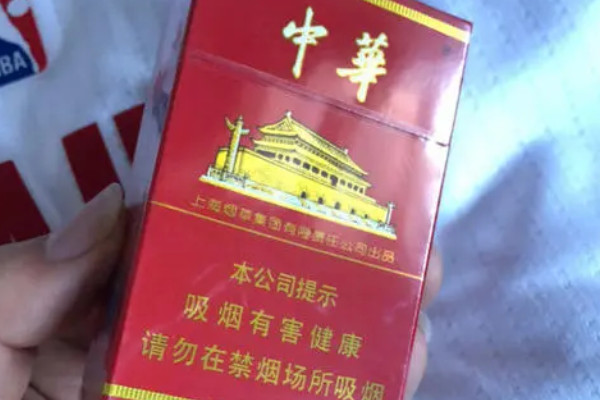 BA
中華
上海烟草集团有限责任公司出品
本公司提示
吸烟有害健康
请勿在禁烟场所吸烟